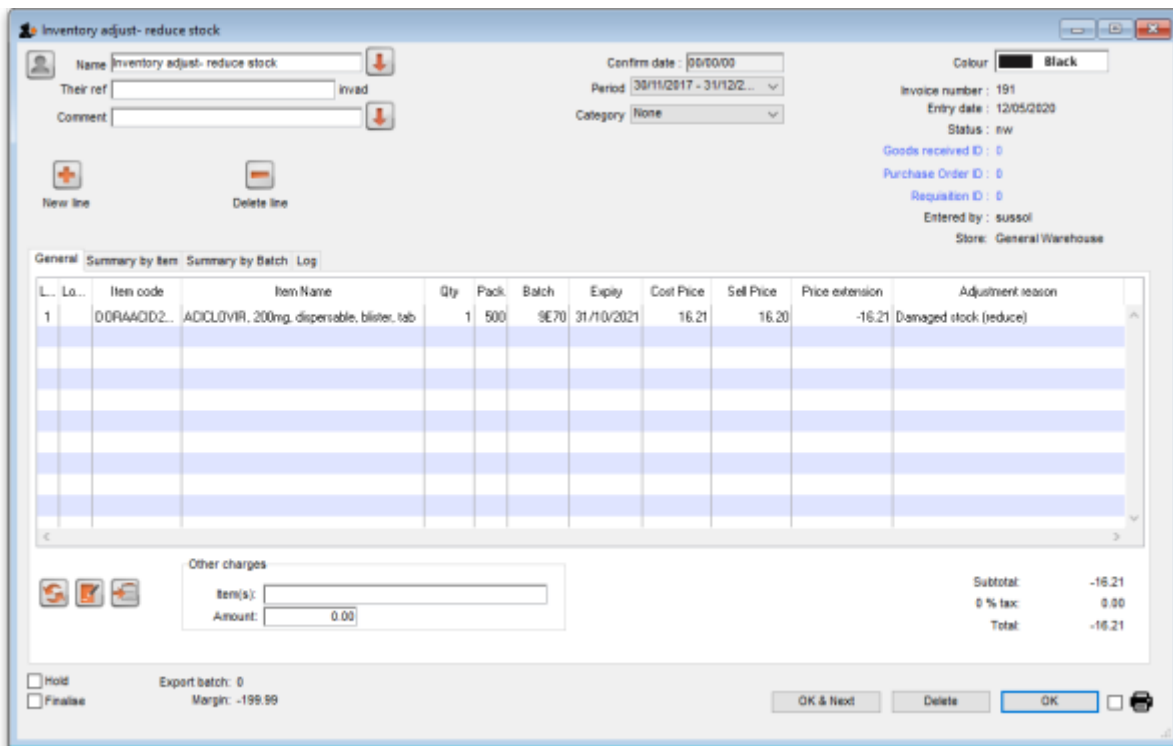 Inventory adjust- reduce stock
Name Inventory adjust- reduce stock
Their ref invad
Comment
Confirm date : 00/00/00
Period 30/11/2017 - 31/12/2...
Category None
Colour Black
Invoice number : 191
Entry date : 12/05/2020
Status : nw
Goods received ID : 0
Purchase Order ID : 0
Requisition ID : 0
Entered by : sussol
Store: General Warehouse
New line
Delete line
General Summary by Item Summary by Batch Log
L... Lo... Item code Item Name Qty Pack Batch Expiry Cost Price Sell Price Price extension Adjustment reason
1 ACICLOVIR, 200mg, dispersable, blister, tab 1 500 9E70 31/10/2021 16.21 16.20 -16.21 Damaged stock (reduce)
Other charges
Item(s):
Amount: 0.00
Subtotal: -16.21
0 % tax: 0.00
Total: -16.21
Hold
Finalise
Export batch: 0
Margin: -199.99
OK & Next
Delete
OK